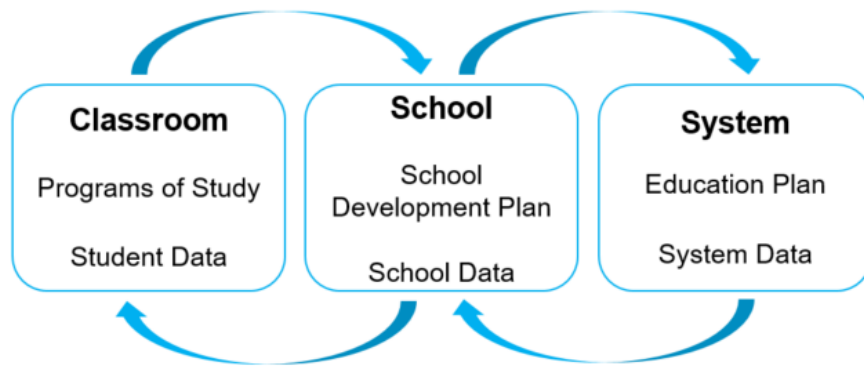 Classroom
Programs of Study
Student Data
School
School
Development Plan
School Data
System
Education Plan
System Data